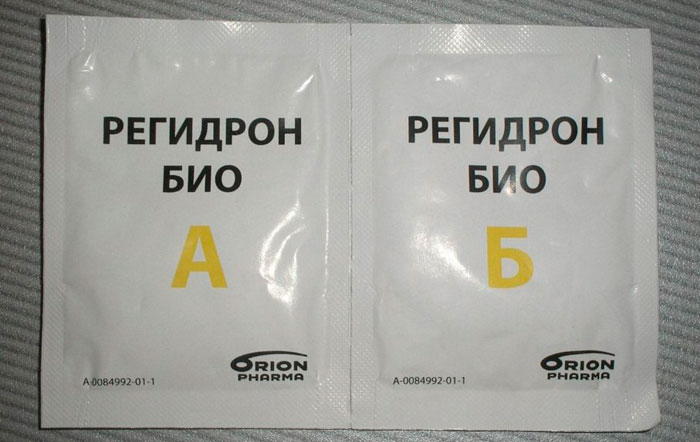 РЕГИДРОН
БИО
А
ORION
PHARMA
A-0084992-01-1
РЕГИДРОН
БИО
Б
ORION
PHARMA
A-0084992-01-1